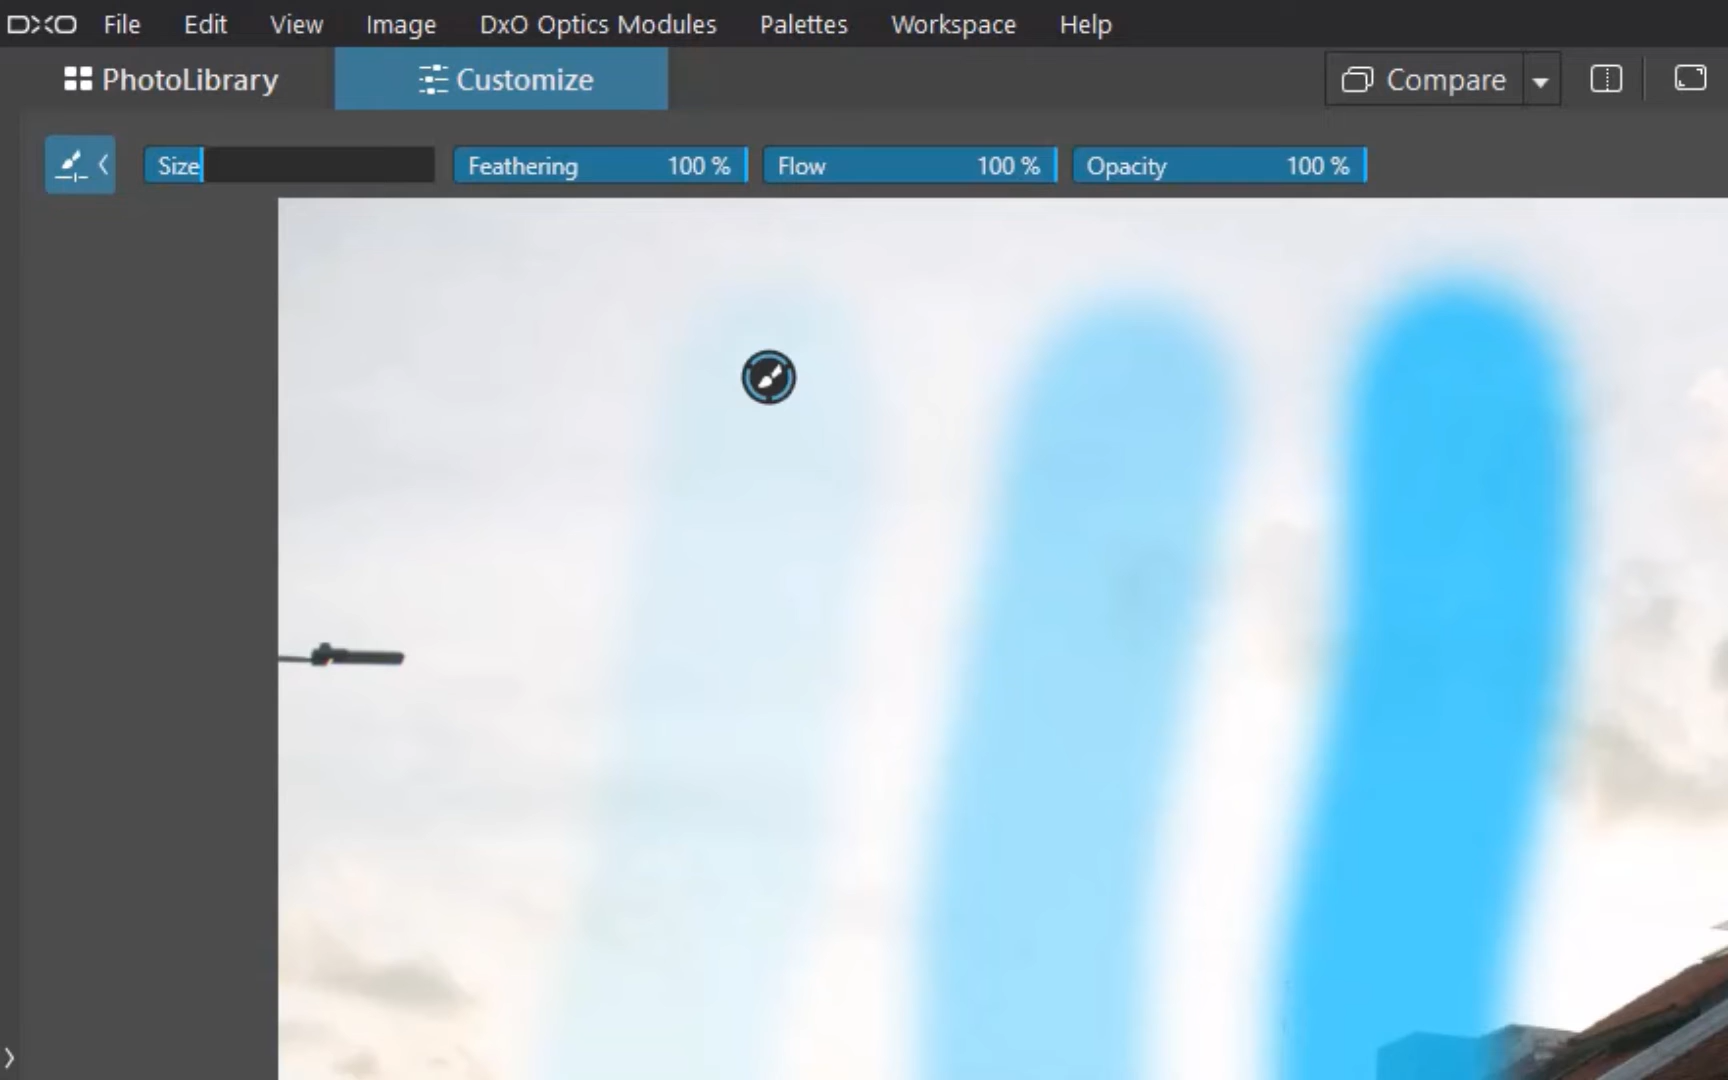 DXO File Edit View Image DxO Optics Modules Palettes Workspace Help
PhotoLibrary Customize Compare
Size Feathering 100 % Flow 100 % Opacity 100 %